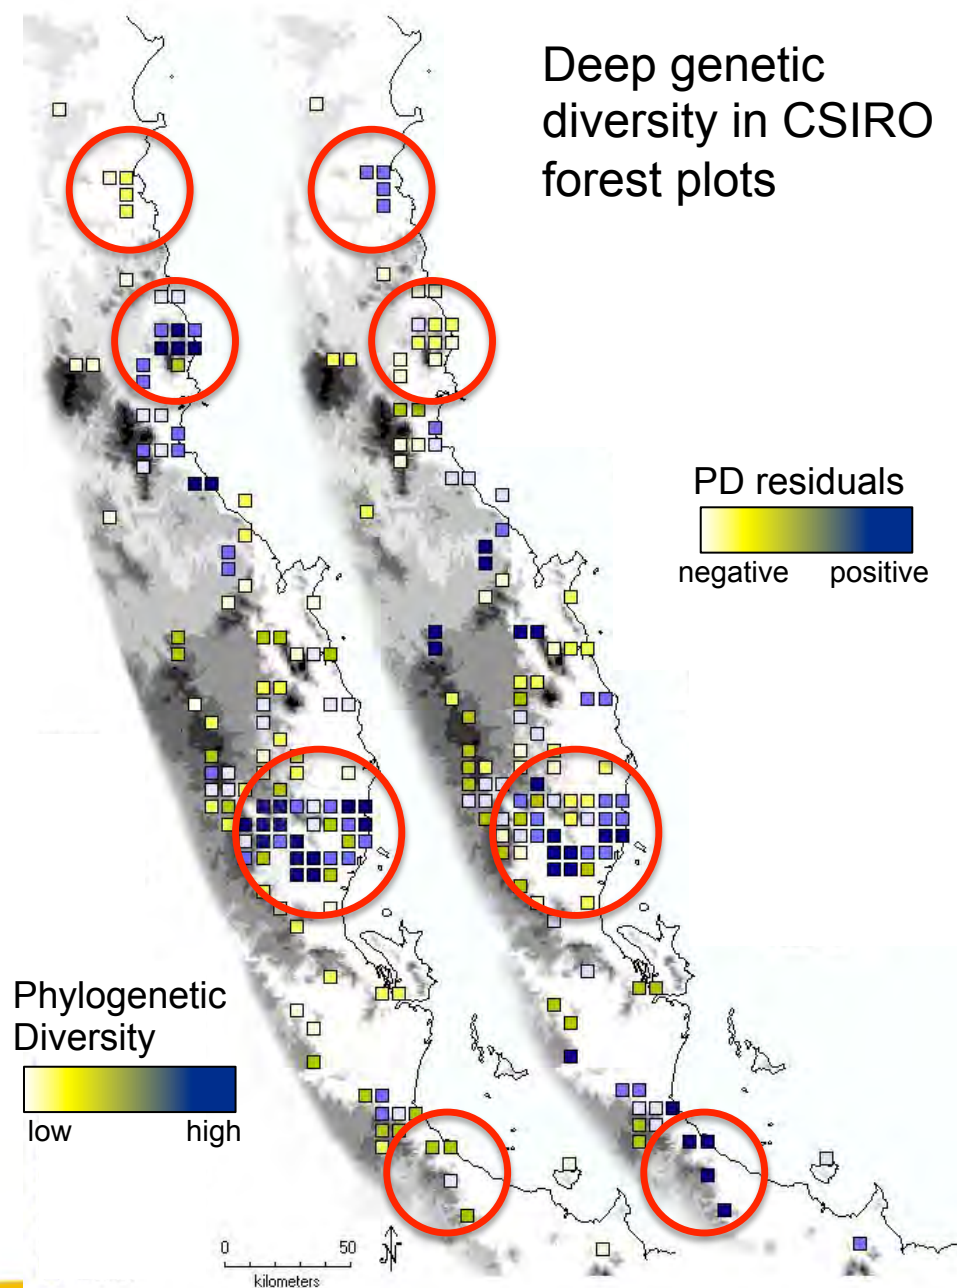 Deep genetic
diversity in CSIRO
forest plots
PD residuals
negative positive
Phylogenetic
Diversity
low high
0 50
kilometers
N